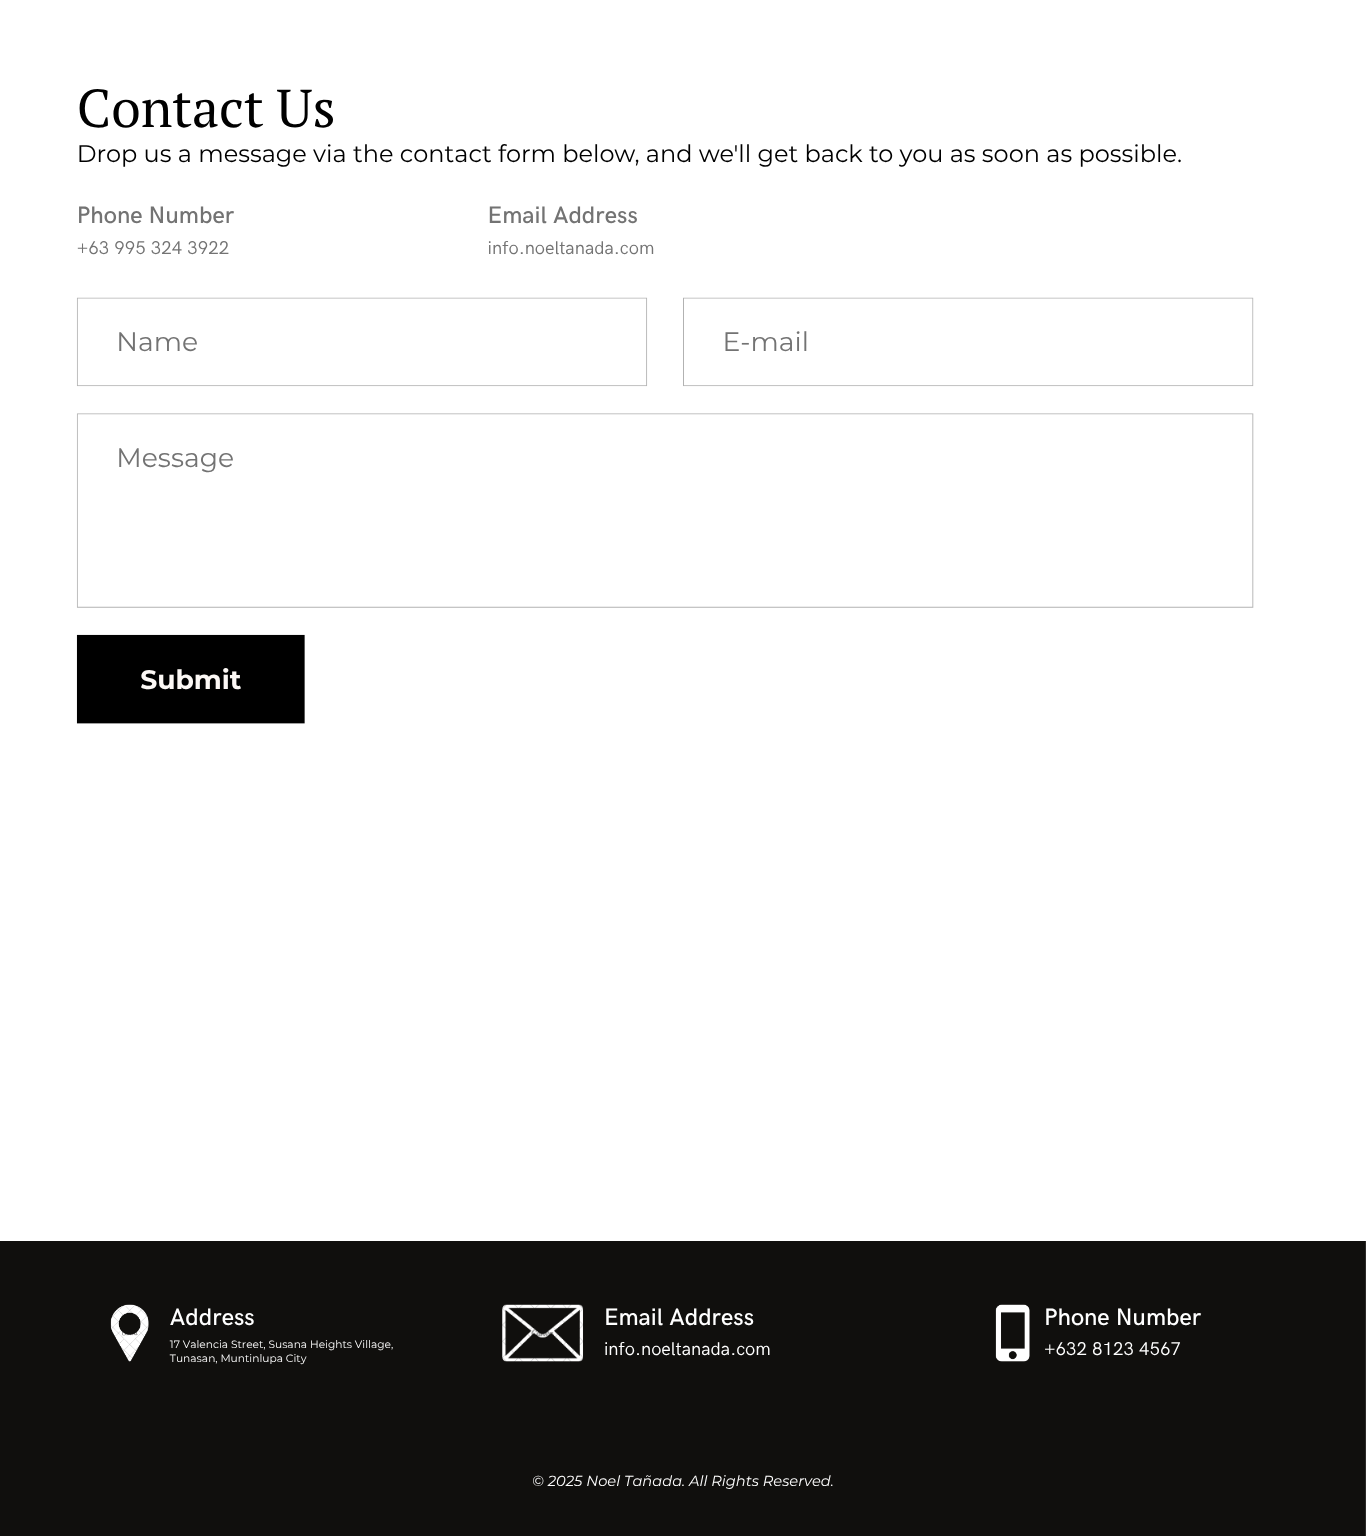 Contact Us
Drop us a message via the contact form below, and we'll get back to you as soon as possible.
Phone Number
+63 995 324 3922
Email Address
info.noeltanada.com
Name
E-mail
Message
Submit
Address
17 Valencia Street, Susana Heights Village,
Tunasan, Muntinlupa City
Email Address
info.noeltanada.com
Phone Number
+632 8123 4567
© 2025 Noel Tañada. All Rights Reserved.